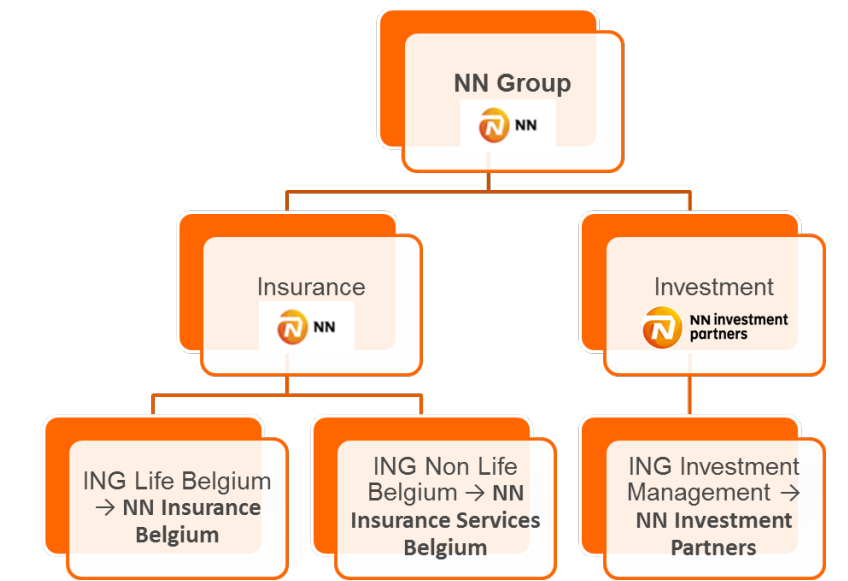 NN Group
NN
Insurance
NN
Investment
NN investment
partners
ING Life Belgium
→ NN Insurance
Belgium
ING Non Life
Belgium → NN
Insurance Services
Belgium
ING Investment
Management →
NN Investment
Partners